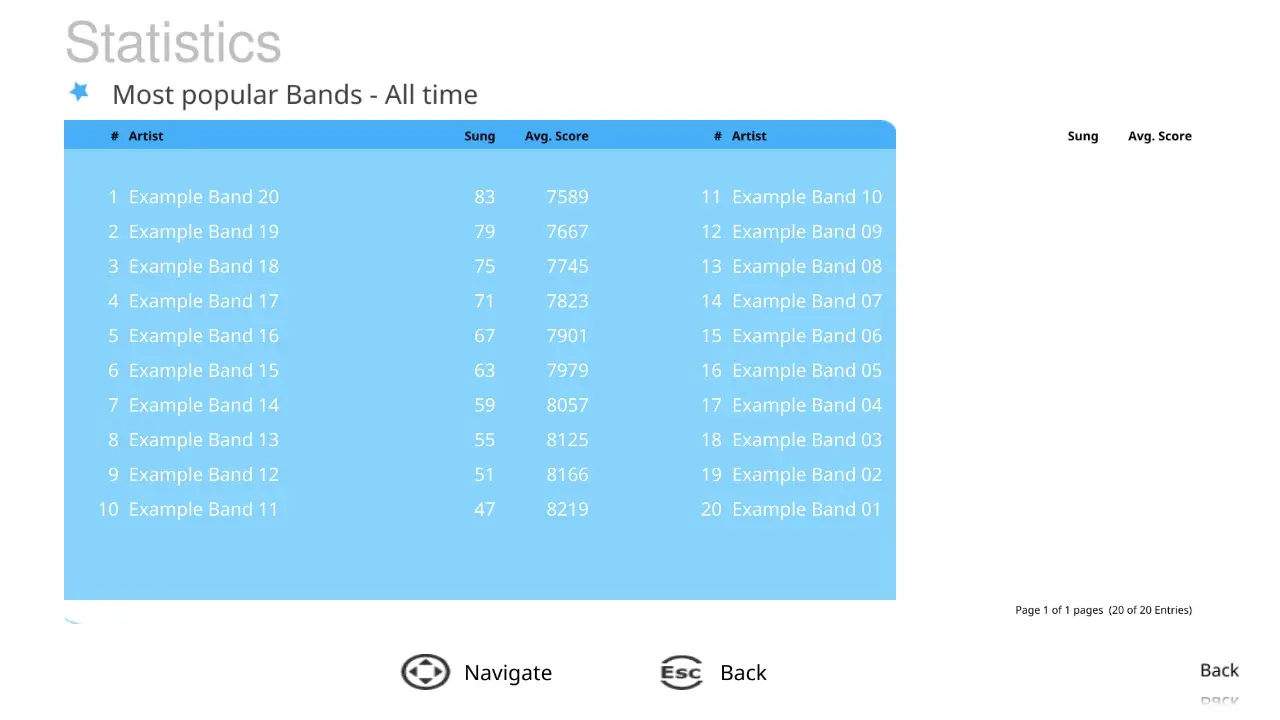 Statistics
Most popular Bands - All time
# Artist Sung Avg. Score # Artist Sung Avg. Score
1 Example Band 20 83 7589 11 Example Band 10
2 Example Band 19 79 7667 12 Example Band 09
3 Example Band 18 75 7745 13 Example Band 08
4 Example Band 17 71 7823 14 Example Band 07
5 Example Band 16 67 7901 15 Example Band 06
6 Example Band 15 63 7979 16 Example Band 05
7 Example Band 14 59 8057 17 Example Band 04
8 Example Band 13 55 8125 18 Example Band 03
9 Example Band 12 51 8166 19 Example Band 02
10 Example Band 11 47 8219 20 Example Band 01
Page 1 of 1 pages (20 of 20 Entries)
Navigate Esc Back Back